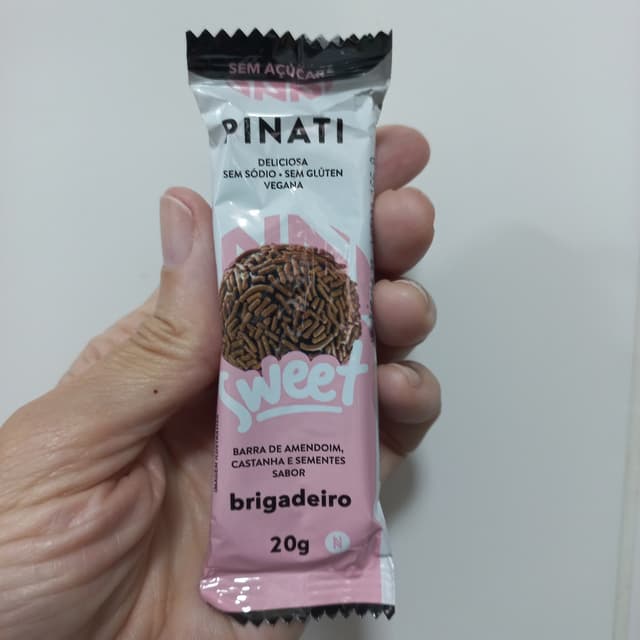 SEM AÇÚCAR
PINATI
DELICIOSA
SEM SÓDIO • SEM GLÚTEN
VEGANA
Sweet
BARRA DE AMENDOIM,
CASTANHA E SEMENTES
SABOR
brigadeiro
20g N